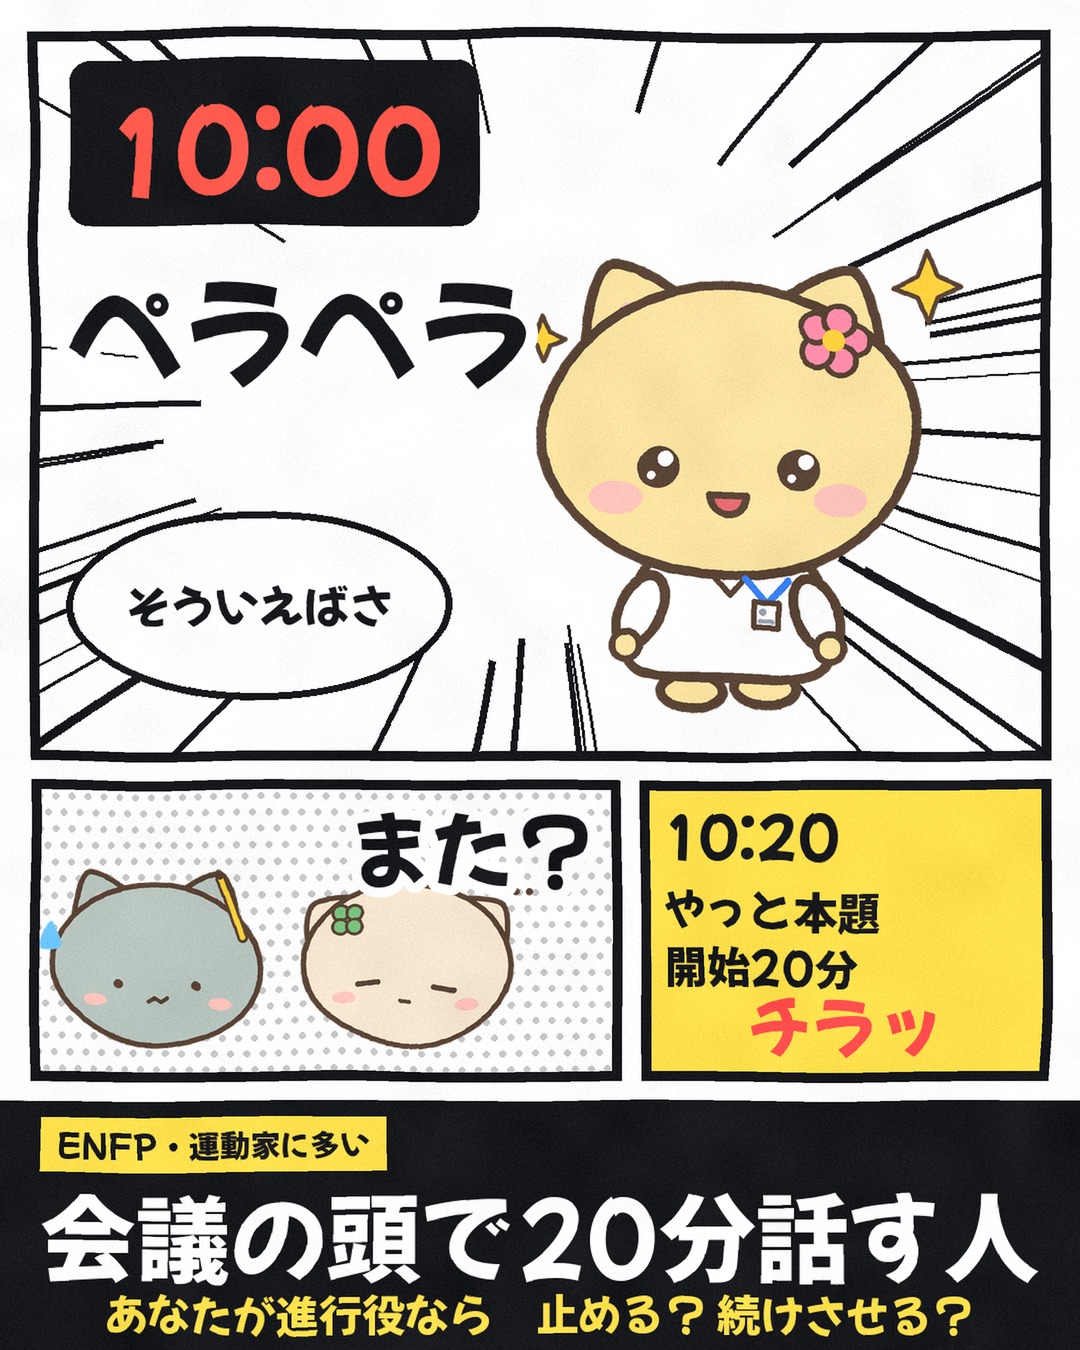 10:00
ペラペラ
そういえばさ
また？
10:20
やっと本題
開始20分
チラッ
ENFP・運動家に多い
会議の頭で20分話す人
あなたが進行役なら　止める？続けさせる？